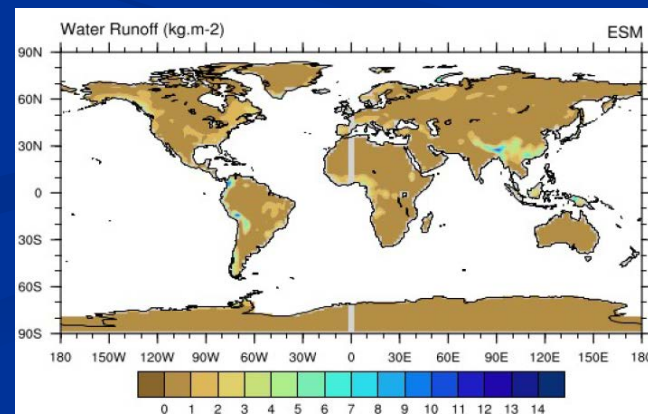 Water Runoff (kg.m-2) ESM
90N
60N
30N
0
30S
60S
90S
180 150W 120W 90W 60W 30W 0 30E 60E 90E 120E 150E 180
0 1 2 3 4 5 6 7 8 9 10 11 12 13 14